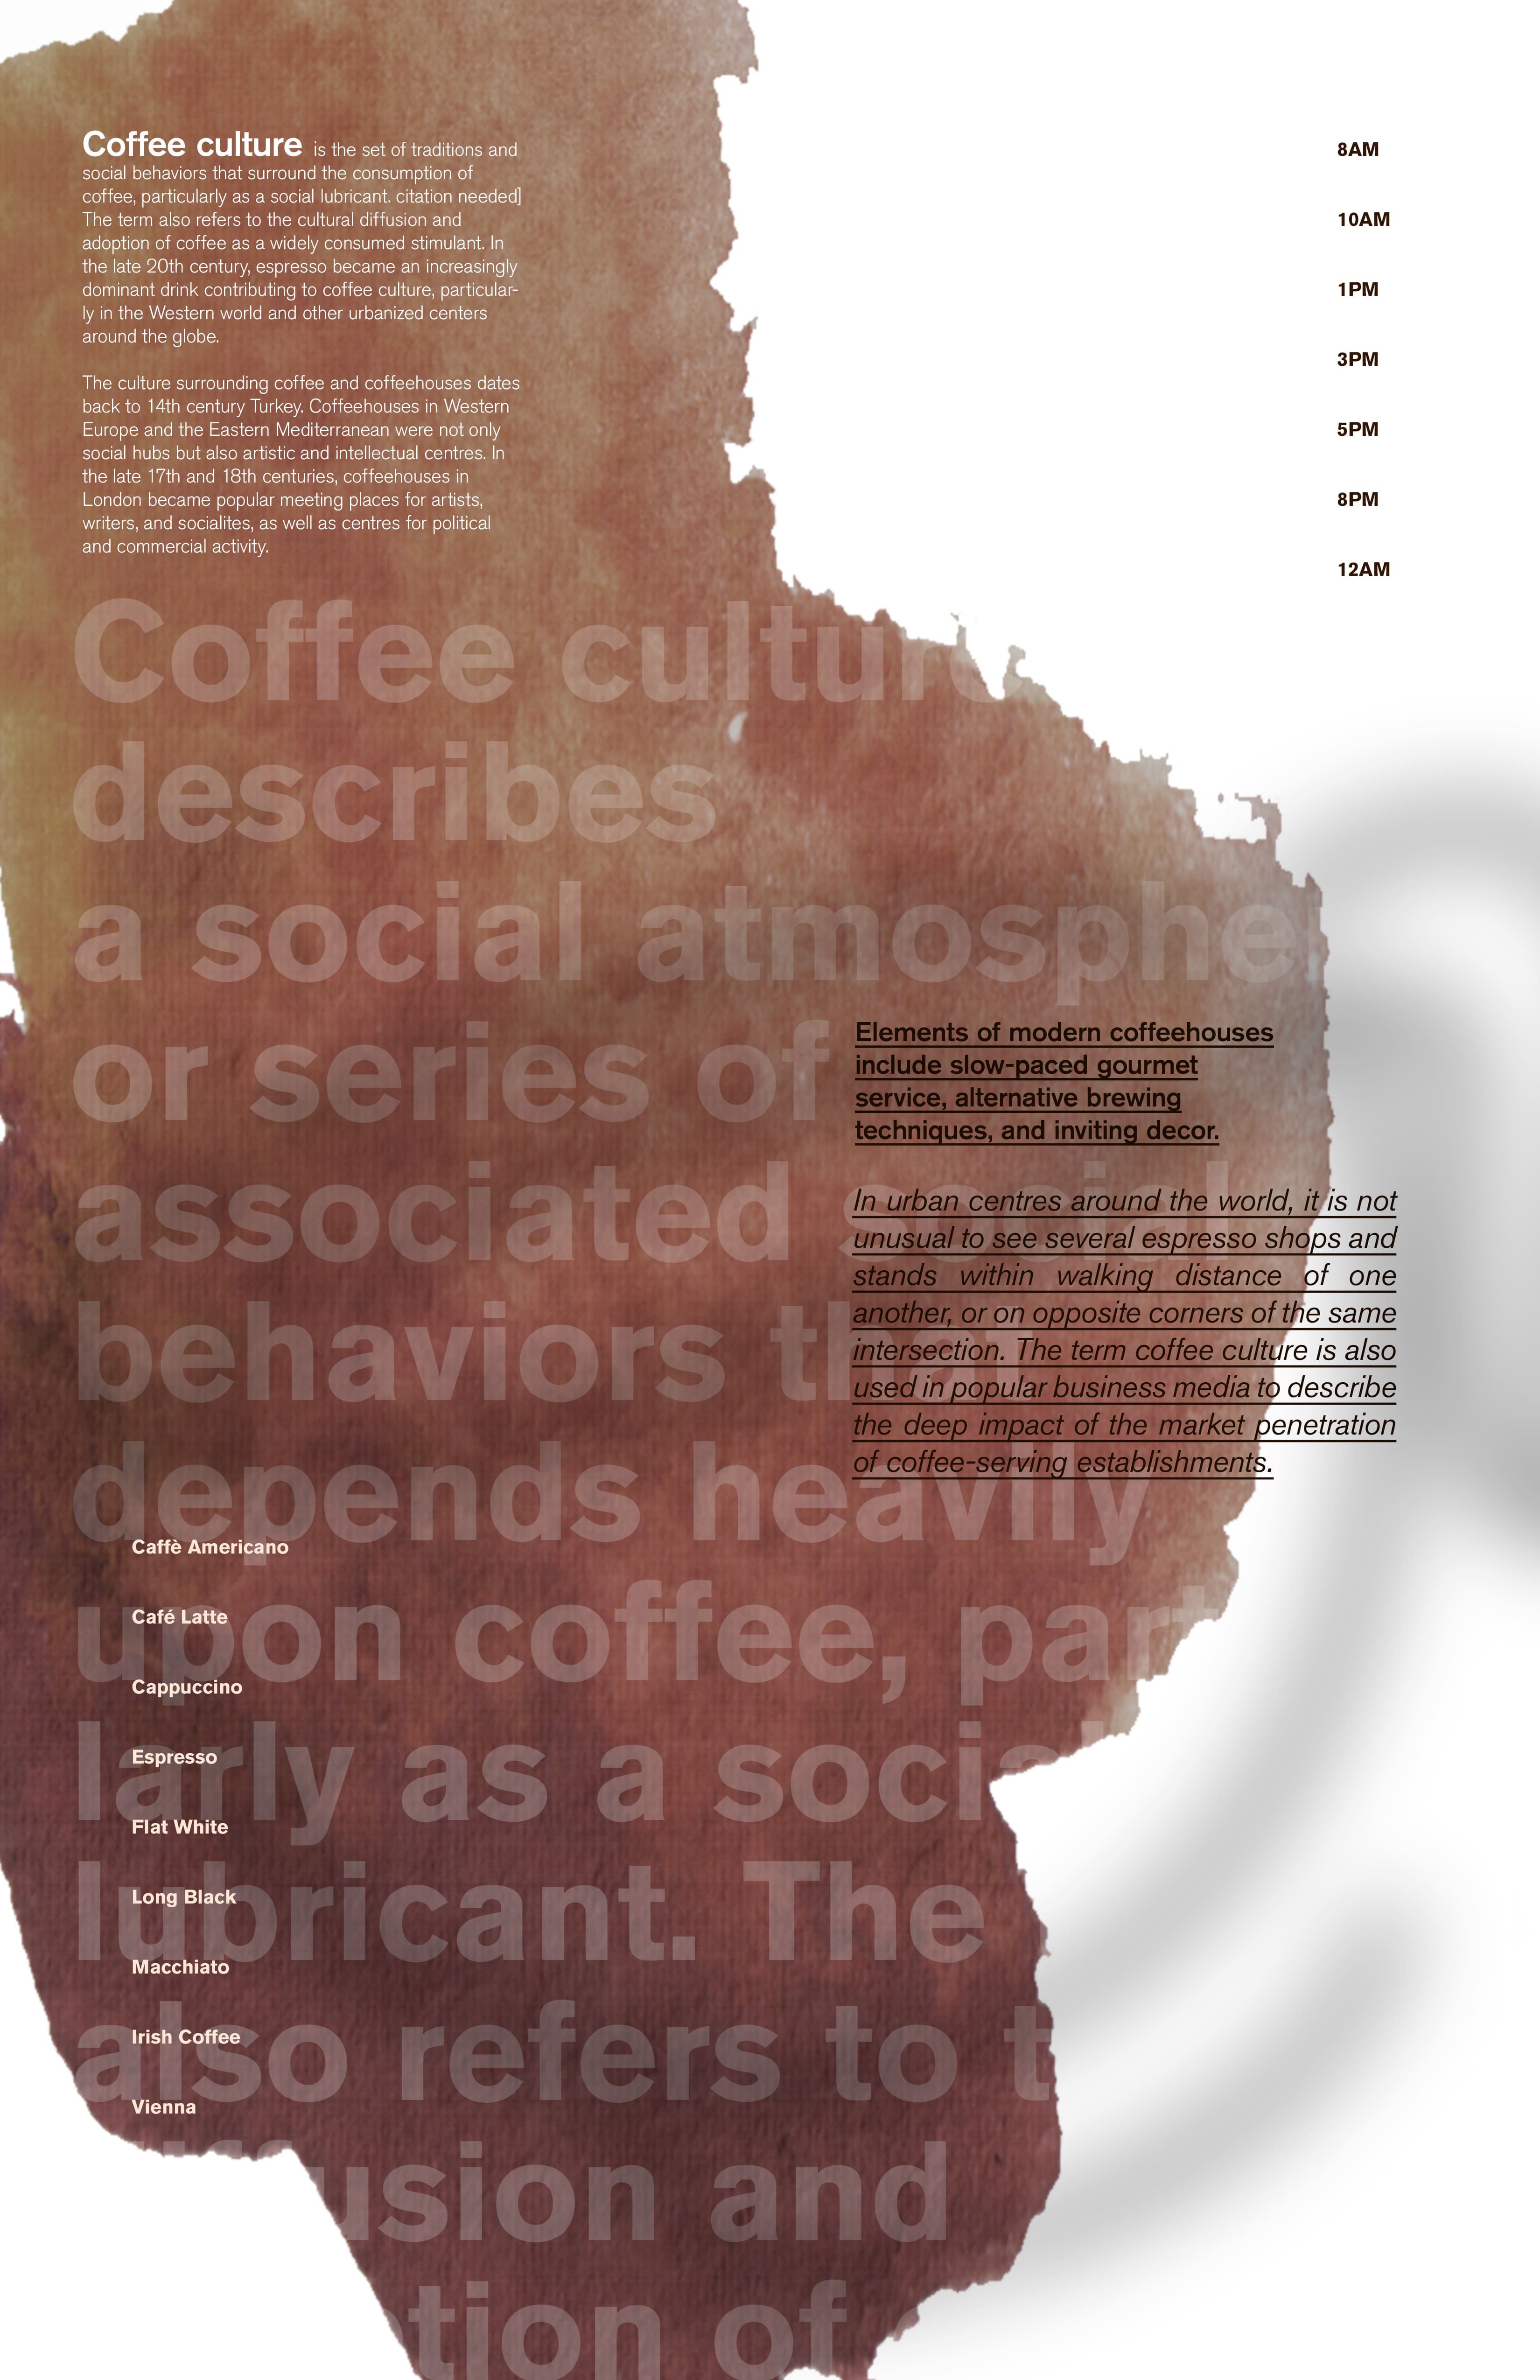 Coffee culture is the set of traditions and
social behaviors that surround the consumption of
coffee, particularly as a social lubricant. citation needed]
The term also refers to the cultural diffusion and
adoption of coffee as a widely consumed stimulant. In
the late 20th century, espresso became an increasingly
dominant drink contributing to coffee culture, particular-
ly in the Western world and other urbanized centers
around the globe.
The culture surrounding coffee and coffeehouses dates
back to 14th century Turkey. Coffeehouses in Western
Europe and the Eastern Mediterranean were not only
social hubs but also artistic and intellectual centres. In
the late 17th and 18th centuries, coffeehouses in
London became popular meeting places for artists,
writers, and socialites, as well as centres for political
and commercial activity.
8AM
10AM
1PM
3PM
5PM
8PM
12AM
Coffee culture
describes
a social atmospher
or series of
associated social
behaviors that
depends heavily
upon coffee, part
larly as a social
lubricant. The
also refers to t
diffusion and
tion of
Elements of modern coffeehouses
include slow-paced gourmet
service, alternative brewing
techniques, and inviting decor.
In urban centres around the world, it is not
unusual to see several espresso shops and
stands within walking distance of one
another, or on opposite corners of the same
intersection. The term coffee culture is also
used in popular business media to describe
the deep impact of the market penetration
of coffee-serving establishments.
Caffè Americano
Café Latte
Cappuccino
Espresso
Flat White
Long Black
Macchiato
Irish Coffee
Vienna